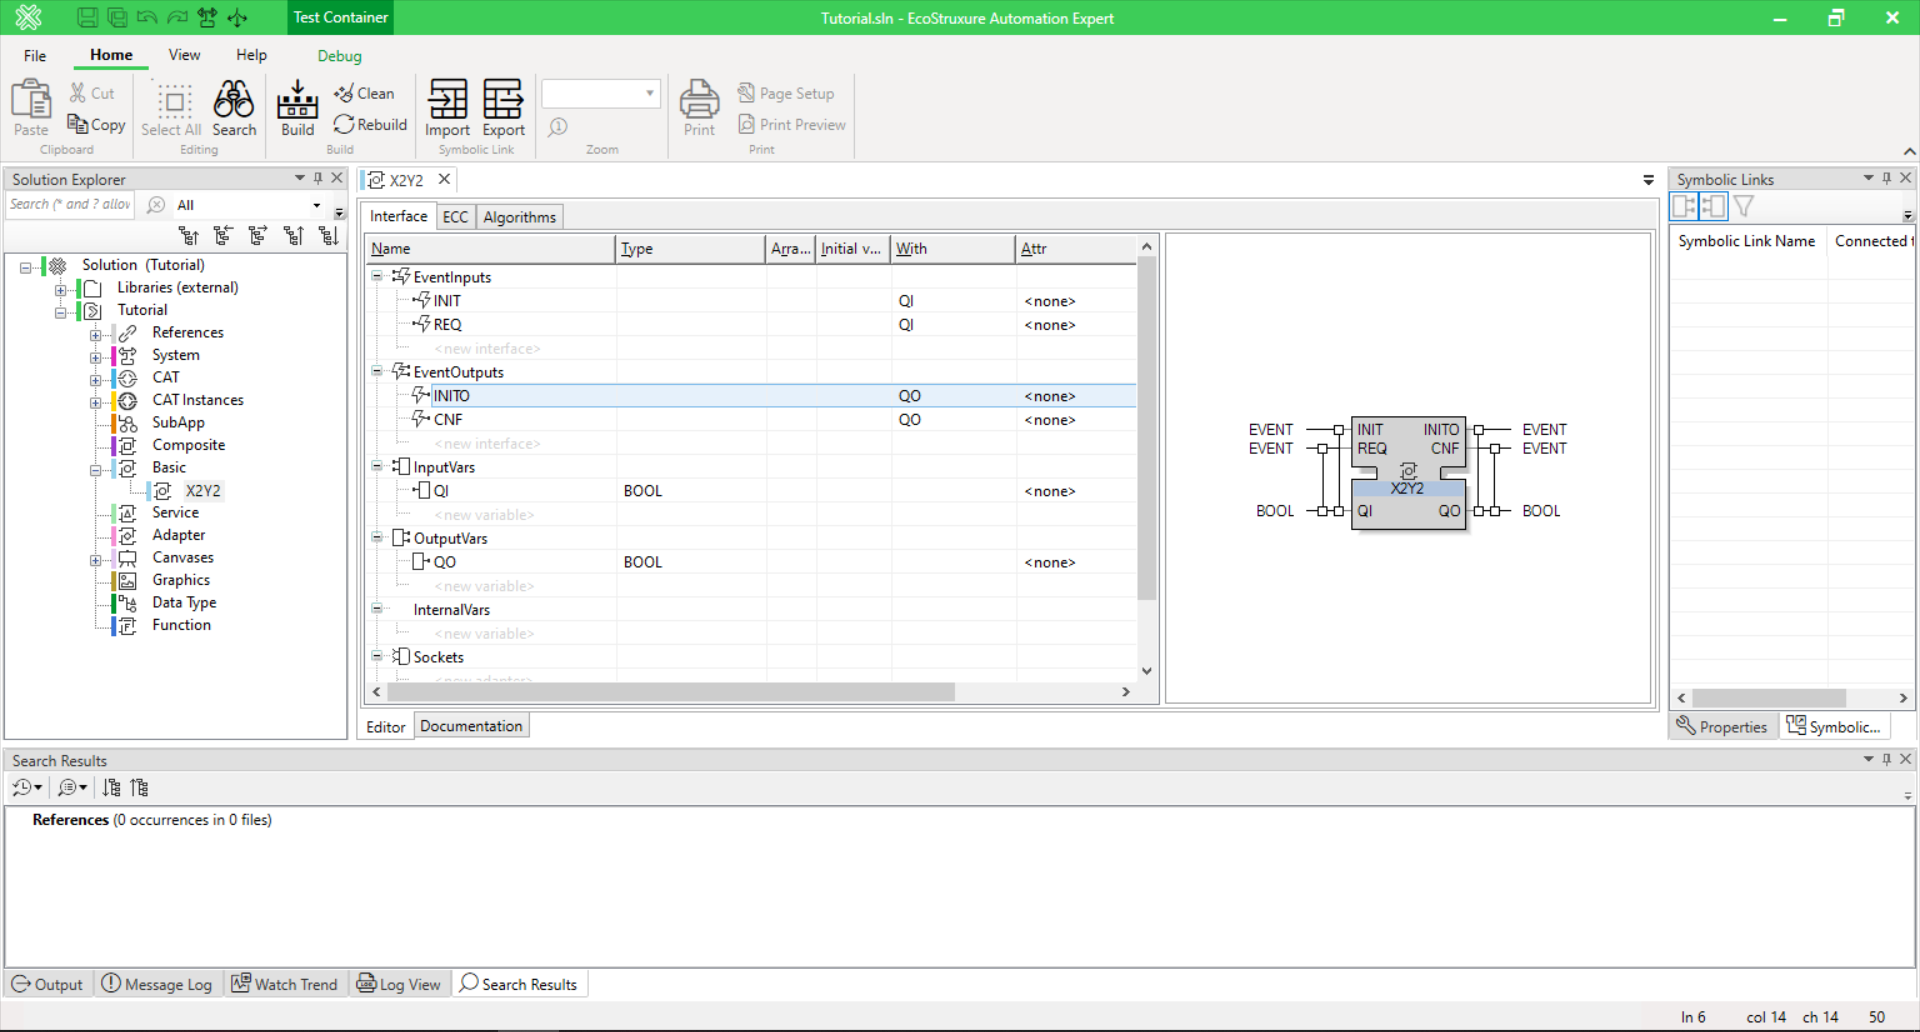 Test Container
Tutorial.sln - EcoStruxure Automation Expert
File Home View Help Debug
Paste
Cut
Copy
Clipboard
Select All
Search
Editing
Build
Clean
Rebuild
Build
Import
Export
Symbolic Link
Zoom
Print
Page Setup
Print Preview
Print
Solution Explorer
Search (* and ? allov
All
Solution (Tutorial)
Libraries (external)
Tutorial
References
System
CAT
CAT Instances
SubApp
Composite
Basic
X2Y2
Service
Adapter
Canvases
Graphics
Data Type
Function
X2Y2
Interface ECC Algorithms
Name Type Arra... Initial v... With Attr
EventInputs
INIT QI <none>
REQ QI <none>
<new interface>
EventOutputs
INITO QO <none>
CNF QO <none>
<new interface>
InputVars
QI BOOL <none>
<new variable>
OutputVars
QO BOOL <none>
<new variable>
InternalVars
<new variable>
Sockets
<new adapter>
Editor Documentation
EVENT INIT INITO EVENT
EVENT REQ CNF EVENT
X2Y2
BOOL QI QO BOOL
Symbolic Links
Symbolic Link Name Connected t
Properties Symbolic...
Search Results
References (0 occurrences in 0 files)
Output Message Log Watch Trend Log View Search Results
ln 6 col 14 ch 14 50